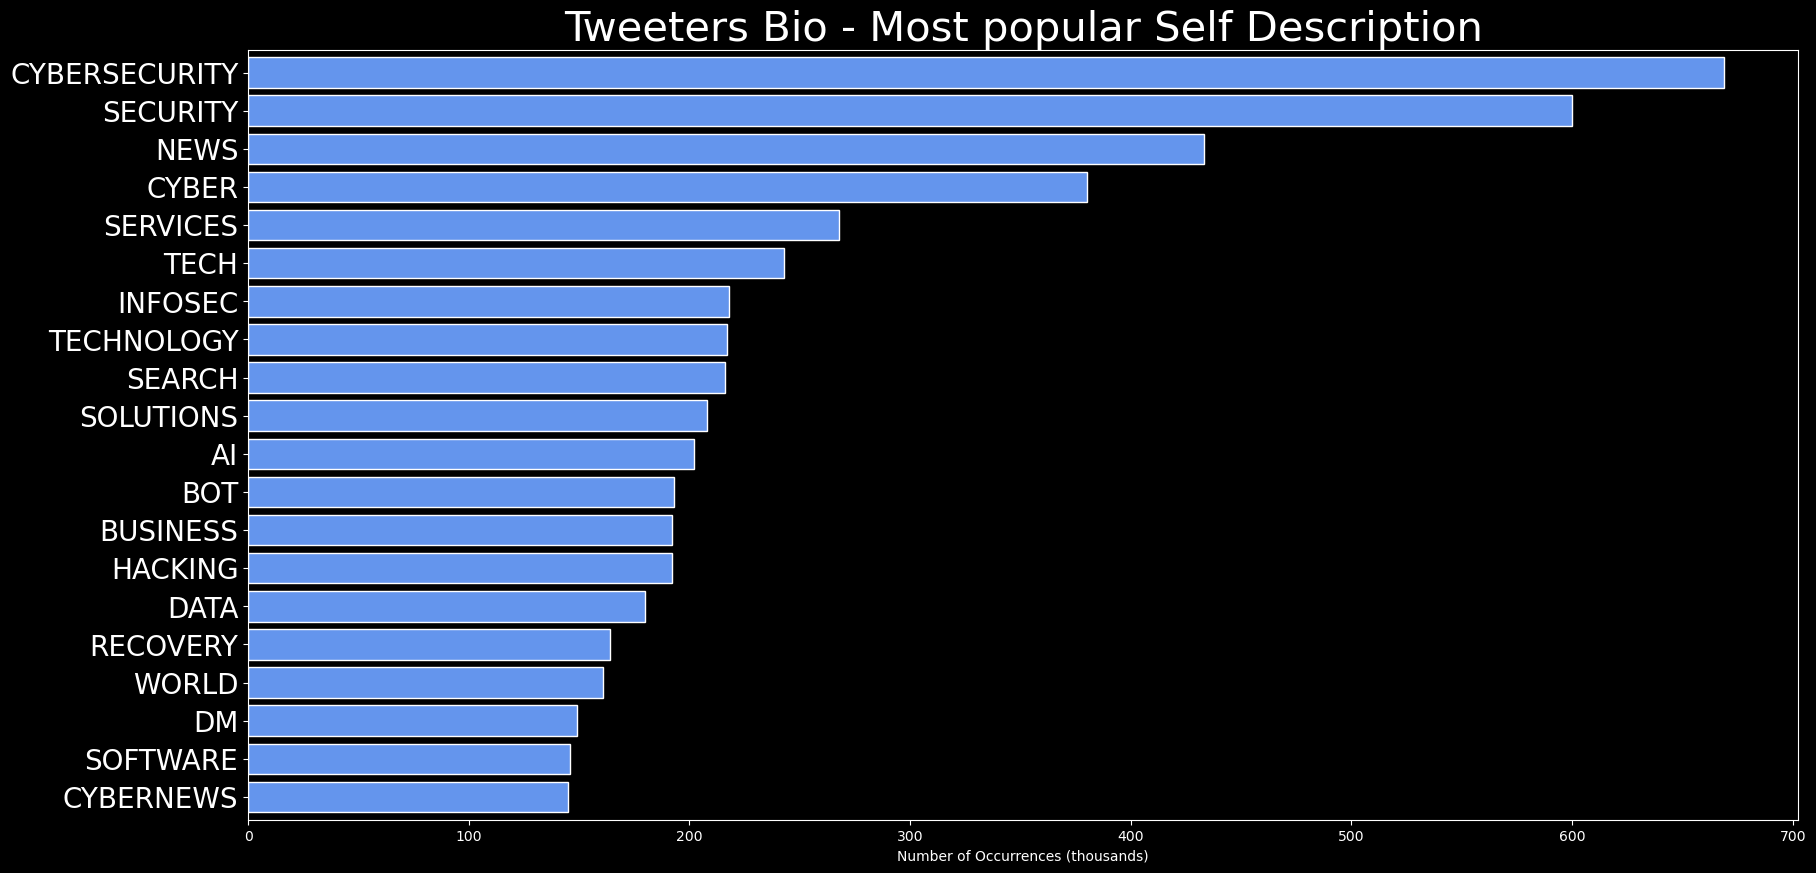 Tweeters Bio - Most popular Self Description
CYBERSECURITY
SECURITY
NEWS
CYBER
SERVICES
TECH
INFOSEC
TECHNOLOGY
SEARCH
SOLUTIONS
AI
BOT
BUSINESS
HACKING
DATA
RECOVERY
WORLD
DM
SOFTWARE
CYBERNEWS
0 100 200 300 400 500 600 700
Number of Occurrences (thousands)